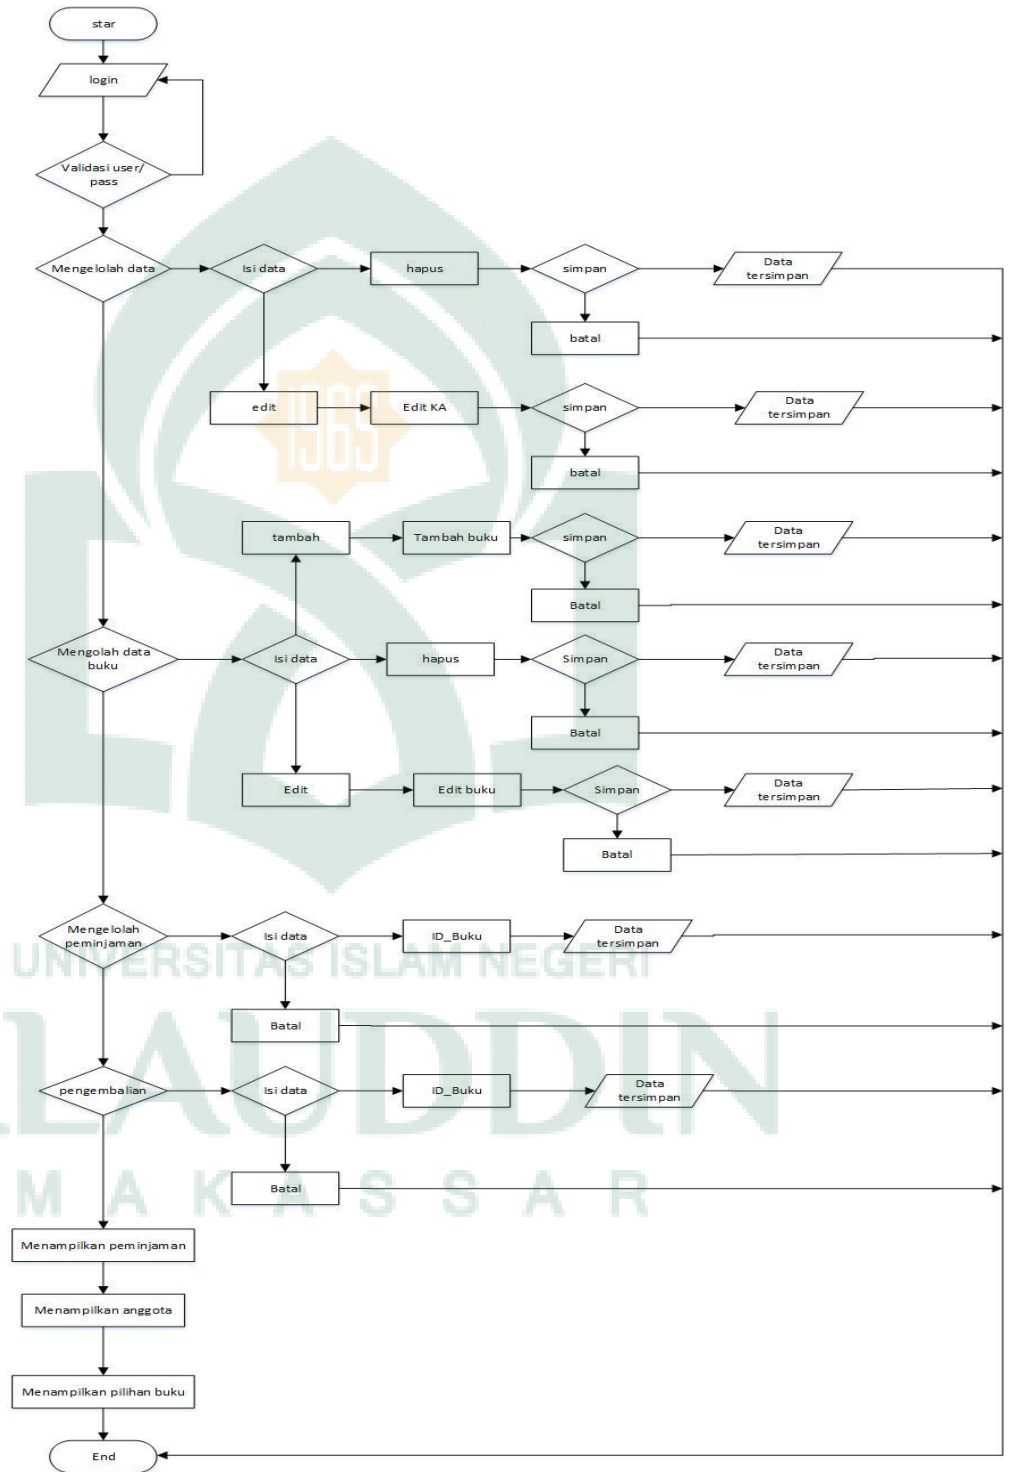 star
login
Validasi user/
pass
Mengelolah data
Isi data
hapus
simpan
Data
tersimpan
batal
edit
Edit KA
simpan
Data
tersimpan
batal
1969
tambah
Tambah buku
simpan
Data
tersimpan
Batal
Mengolah data
buku
Isi data
hapus
Simpan
Data
tersimpan
Batal
Edit
Edit buku
Simpan
Data
tersimpan
Batal
Mengelolah
peminjaman
Isi data
ID_Buku
Data
tersimpan
UNIVERSITAS ISLAM NEGERI
Batal
ALAUDDIN
pengembalian
Isi data
ID_Buku
Data
tersimpan
Batal
MAKASSAR
Menampilkan peminjaman
Menampilkan anggota
Menampilkan pilihan buku
End